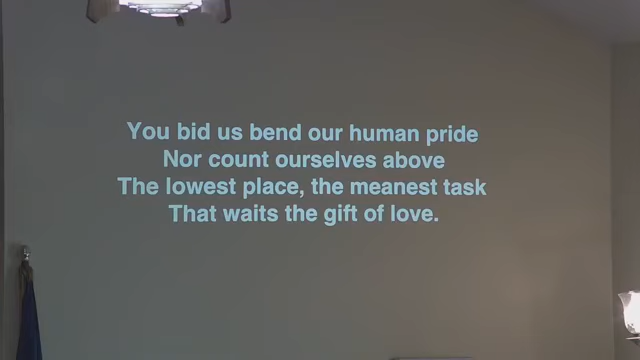 You bid us bend our human pride
Nor count ourselves above
The lowest place, the meanest task
That waits the gift of love.